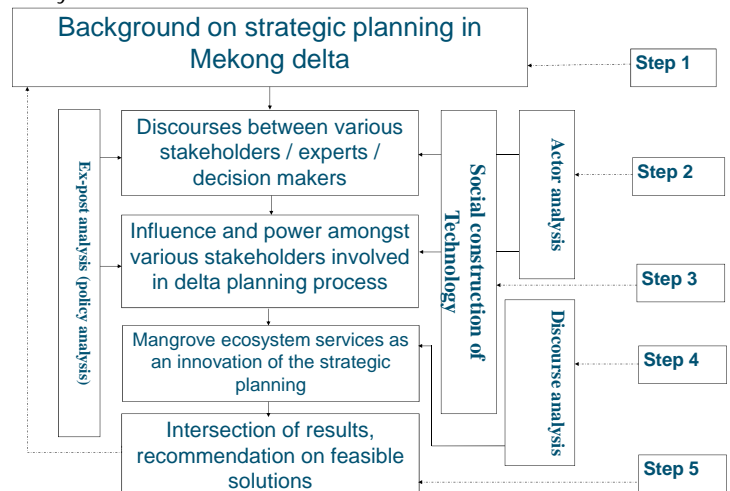 Background on strategic planning in
Mekong delta
Step 1
Discourses between various
stakeholders / experts /
decision makers
Ex-post analysis (policy analysis)
Social construction of
Technology
Actor analysis
Step 2
Influence and power amongst
various stakeholders involved
in delta planning process
Step 3
Mangrove ecosystem services as
an innovation of the strategic
planning
Discourse analysis
Step 4
Intersection of results,
recommendation on feasible
solutions
Step 5